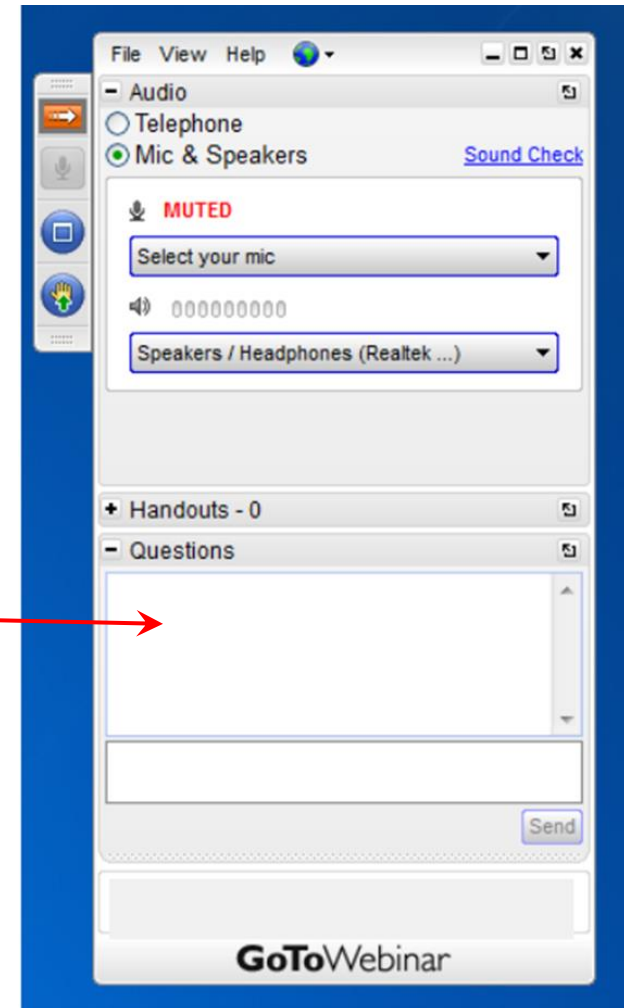 File View Help
- Audio
Telephone
Mic & Speakers Sound Check
MUTED
Select your mic
000000000
Speakers / Headphones (Realtek ...)
+ Handouts - 0
- Questions
Send
GoToWebinar